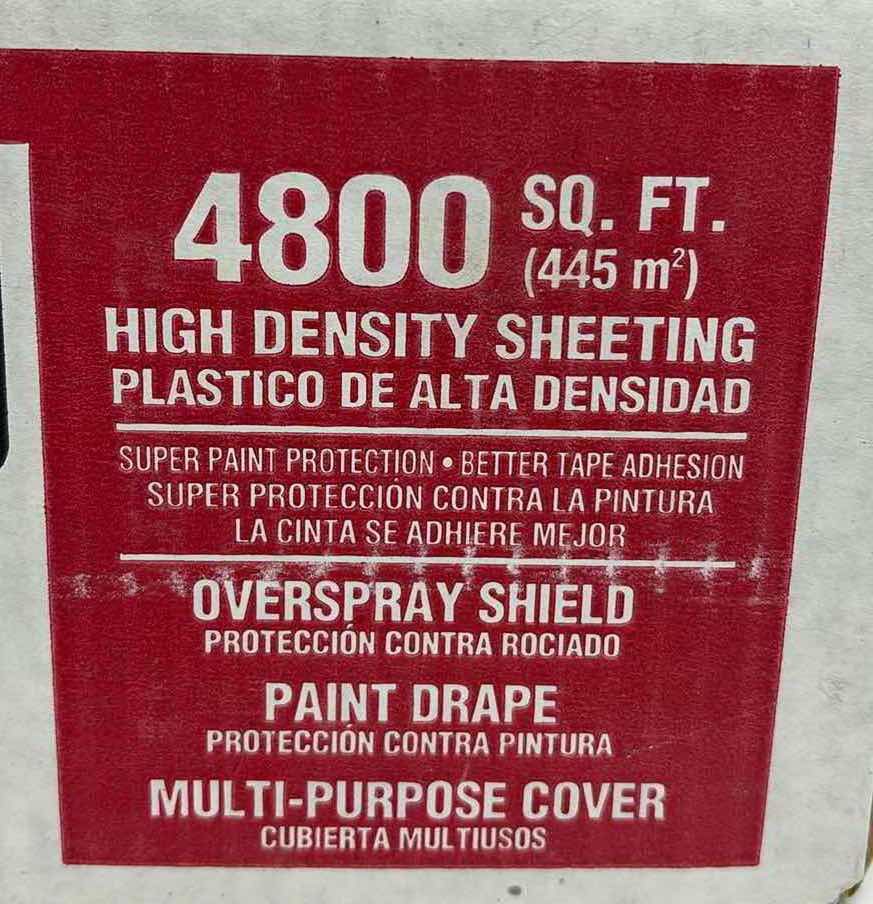 4800 SQ. FT.
(445 m²)
HIGH DENSITY SHEETING
PLASTICO DE ALTA DENSIDAD
SUPER PAINT PROTECTION • BETTER TAPE ADHESION
SUPER PROTECCIÓN CONTRA LA PINTURA
LA CINTA SE ADHIERE MEJOR
OVERSPRAY SHIELD
PROTECCIÓN CONTRA ROCIADO
PAINT DRAPE
PROTECCIÓN CONTRA PINTURA
MULTI-PURPOSE COVER
CUBIERTA MULTIUSOS